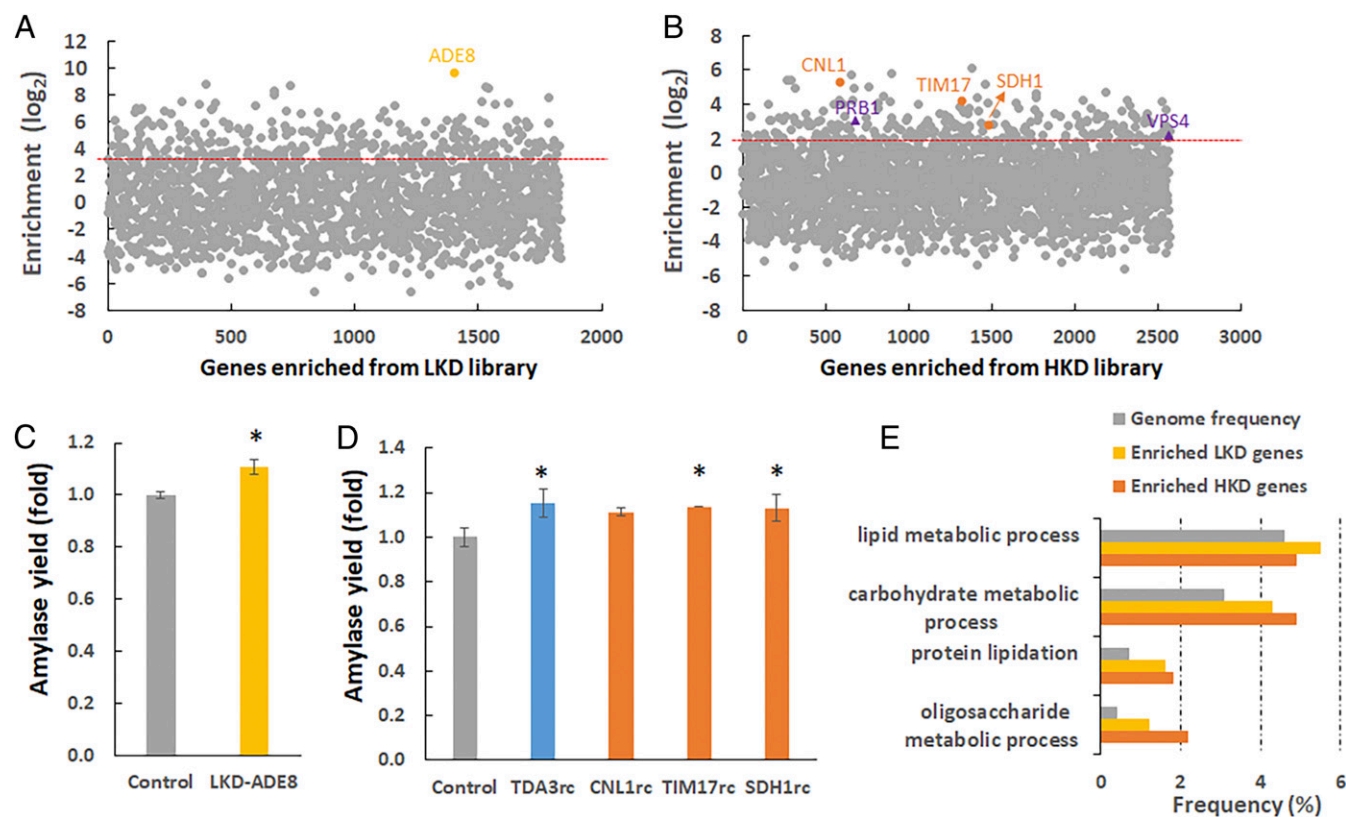 A
Enrichment (log2)
12
10
8
6
4
2
0
-2
-4
-6
-8
ADE8
0 500 1000 1500 2000
Genes enriched from LKD library
B
Enrichment (log2)
8
6
4
2
0
-2
-4
-6
-8
CNL1
TIM17
SDH1
PRB1
VPS4
0 500 1000 1500 2000 2500 3000
Genes enriched from HKD library
C
Amylase yield (fold)
1.2
1.0
0.8
0.6
0.4
0.2
0.0
*
Control LKD-ADE8
D
Amylase yield (fold)
1.4
1.2
1.0
0.8
0.6
0.4
0.2
0.0
* * *
Control TDA3rc CNL1rc TIM17rc SDH1rc
E
Genome frequency
Enriched LKD genes
Enriched HKD genes
lipid metabolic process
carbohydrate metabolic
process
protein lipidation
oligosaccharide
metabolic process
0 2 4 6
Frequency (%)